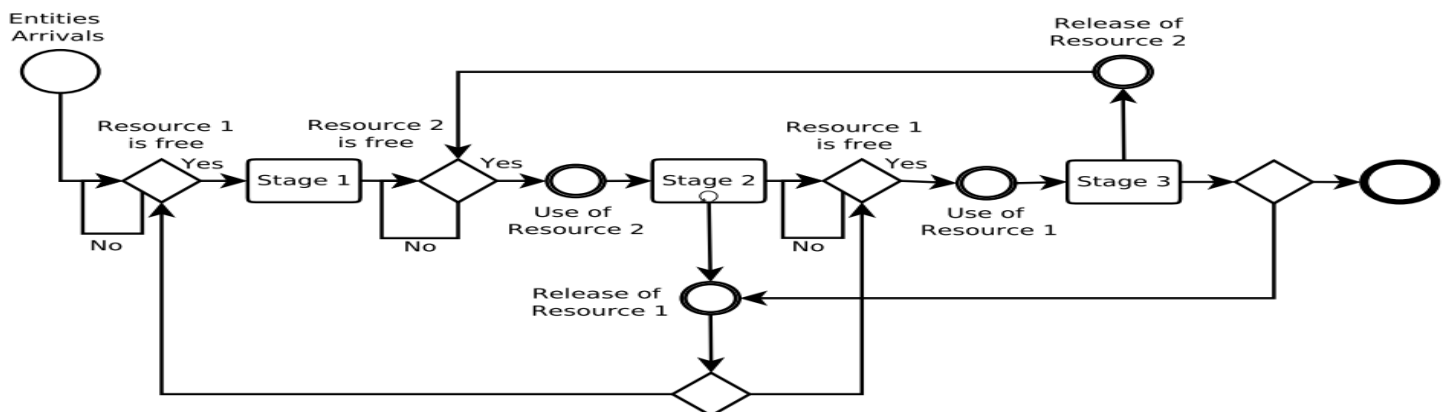 Entities
Arrivals
Release of
Resource 2
Resource 1
is free
Yes
Resource 2
is free
Yes
Resource 1
is free
Yes
Stage 1
Stage 2
Stage 3
No
No
No
Use of
Resource 2
Use of
Resource 1
Release of
Resource 1